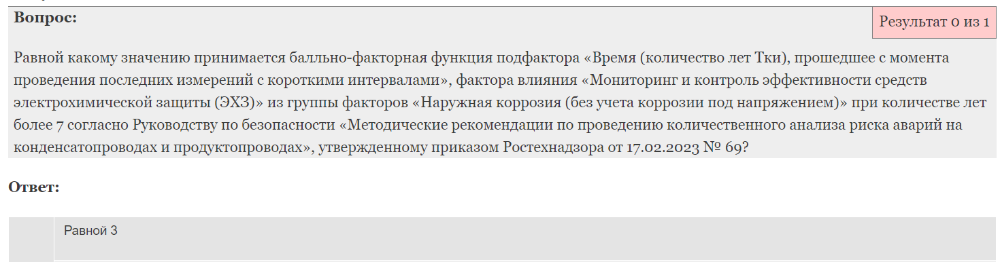 Вопрос:
Результат 0 из 1
Равной какому значению принимается балльно-факторная функция подфактора «Время (количество лет Тки), прошедшее с момента
проведения последних измерений с короткими интервалами», фактора влияния «Мониторинг и контроль эффективности средств
электрохимической защиты (ЭХЗ)» из группы факторов «Наружная коррозия (без учета коррозии под напряжением)» при количестве лет
более 7 согласно Руководству по безопасности «Методические рекомендации по проведению количественного анализа риска аварий на
конденсатопроводах и продуктопроводах», утвержденному приказом Ростехнадзора от 17.02.2023 № 69?
Ответ:
Равной 3